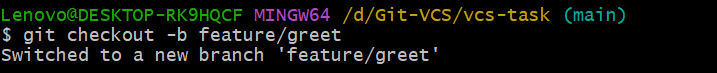 Lenovo@DESKTOP-RK9HQCF MINGW64 /d/Git-VCS/vcs-task (main)
$ git checkout -b feature/greet
Switched to a new branch 'feature/greet'